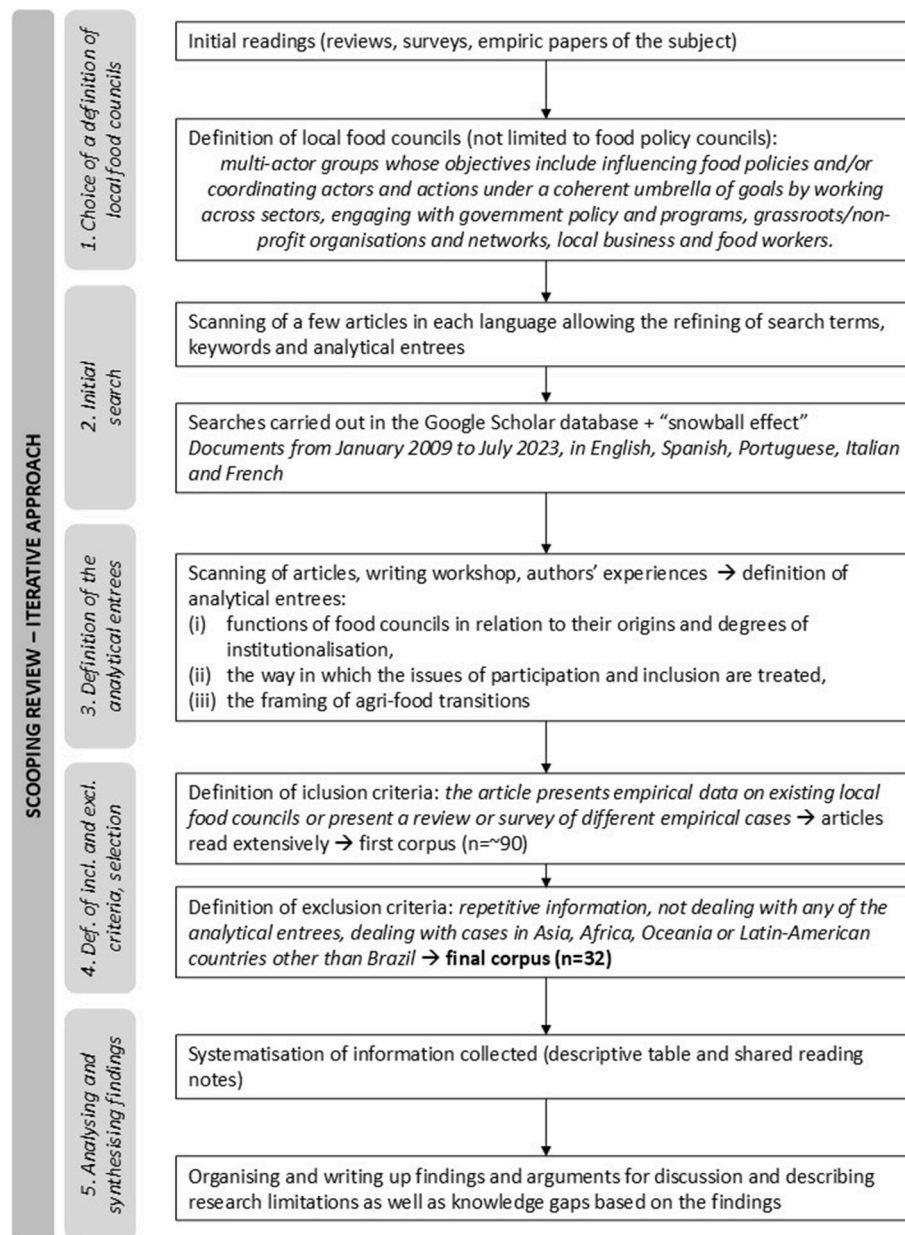 SCOOPING REVIEW – ITERATIVE APPROACH
1. Choice of a definition of
local food councils
Initial readings (reviews, surveys, empiric papers of the subject)
Definition of local food councils (not limited to food policy councils):
multi-actor groups whose objectives include influencing food policies and/or
coordinating actors and actions under a coherent umbrella of goals by working
across sectors, engaging with government policy and programs, grassroots/non-
profit organisations and networks, local business and food workers.
2. Initial
search
Scanning of a few articles in each language allowing the refining of search terms,
keywords and analytical entrees
Searches carried out in the Google Scholar database + “snowball effect”
Documents from January 2009 to July 2023, in English, Spanish, Portuguese, Italian
and French
3. Definition of the
analytical entrees
Scanning of articles, writing workshop, authors’ experiences → definition of
analytical entrees:
(i) functions of food councils in relation to their origins and degrees of
institutionalisation,
(ii) the way in which the issues of participation and inclusion are treated,
(iii) the framing of agri-food transitions
4. Def. of incl. and excl.
criteria, selection
Definition of iclusion criteria: the article presents empirical data on existing local
food councils or present a review or survey of different empirical cases → articles
read extensively → first corpus (n=~90)
Definition of exclusion criteria: repetitive information, not dealing with any of the
analytical entrees, dealing with cases in Asia, Africa, Oceania or Latin-American
countries other than Brazil → final corpus (n=32)
5. Analysing and
synthesising findings
Systematisation of information collected (descriptive table and shared reading
notes)
Organising and writing up findings and arguments for discussion and describing
research limitations as well as knowledge gaps based on the findings